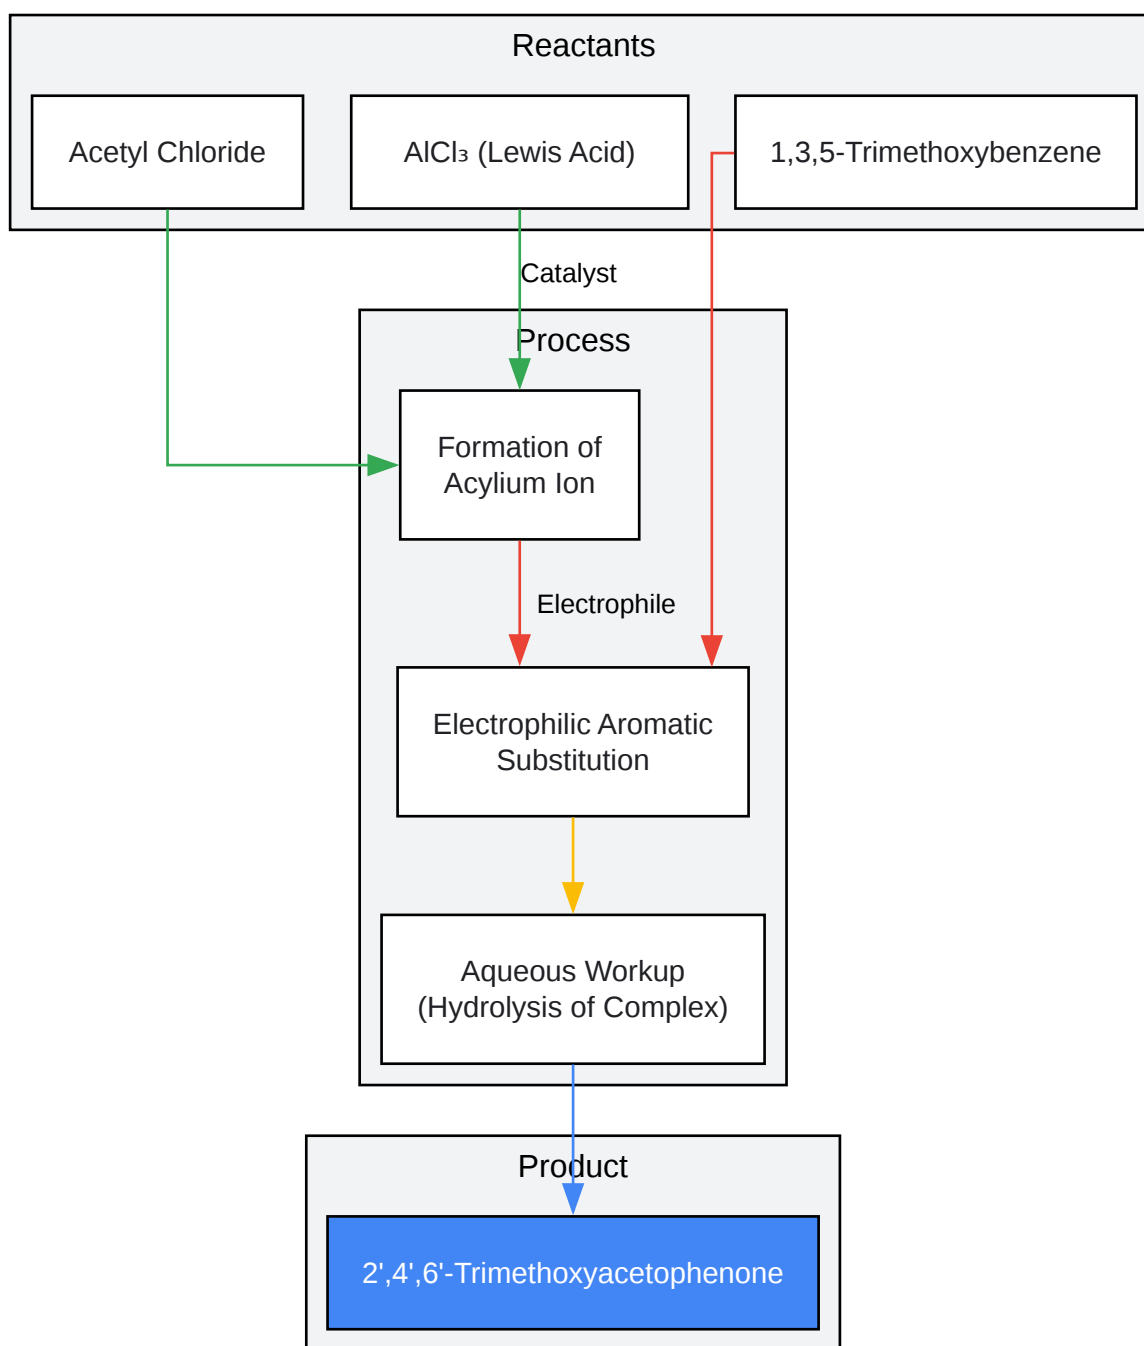 Reactants
Acetyl Chloride
AlCl₃ (Lewis Acid)
1,3,5-Trimethoxybenzene
Catalyst
Process
Formation of
Acylium Ion
Electrophile
Electrophilic Aromatic
Substitution
Aqueous Workup
(Hydrolysis of Complex)
Product
2',4',6'-Trimethoxyacetophenone